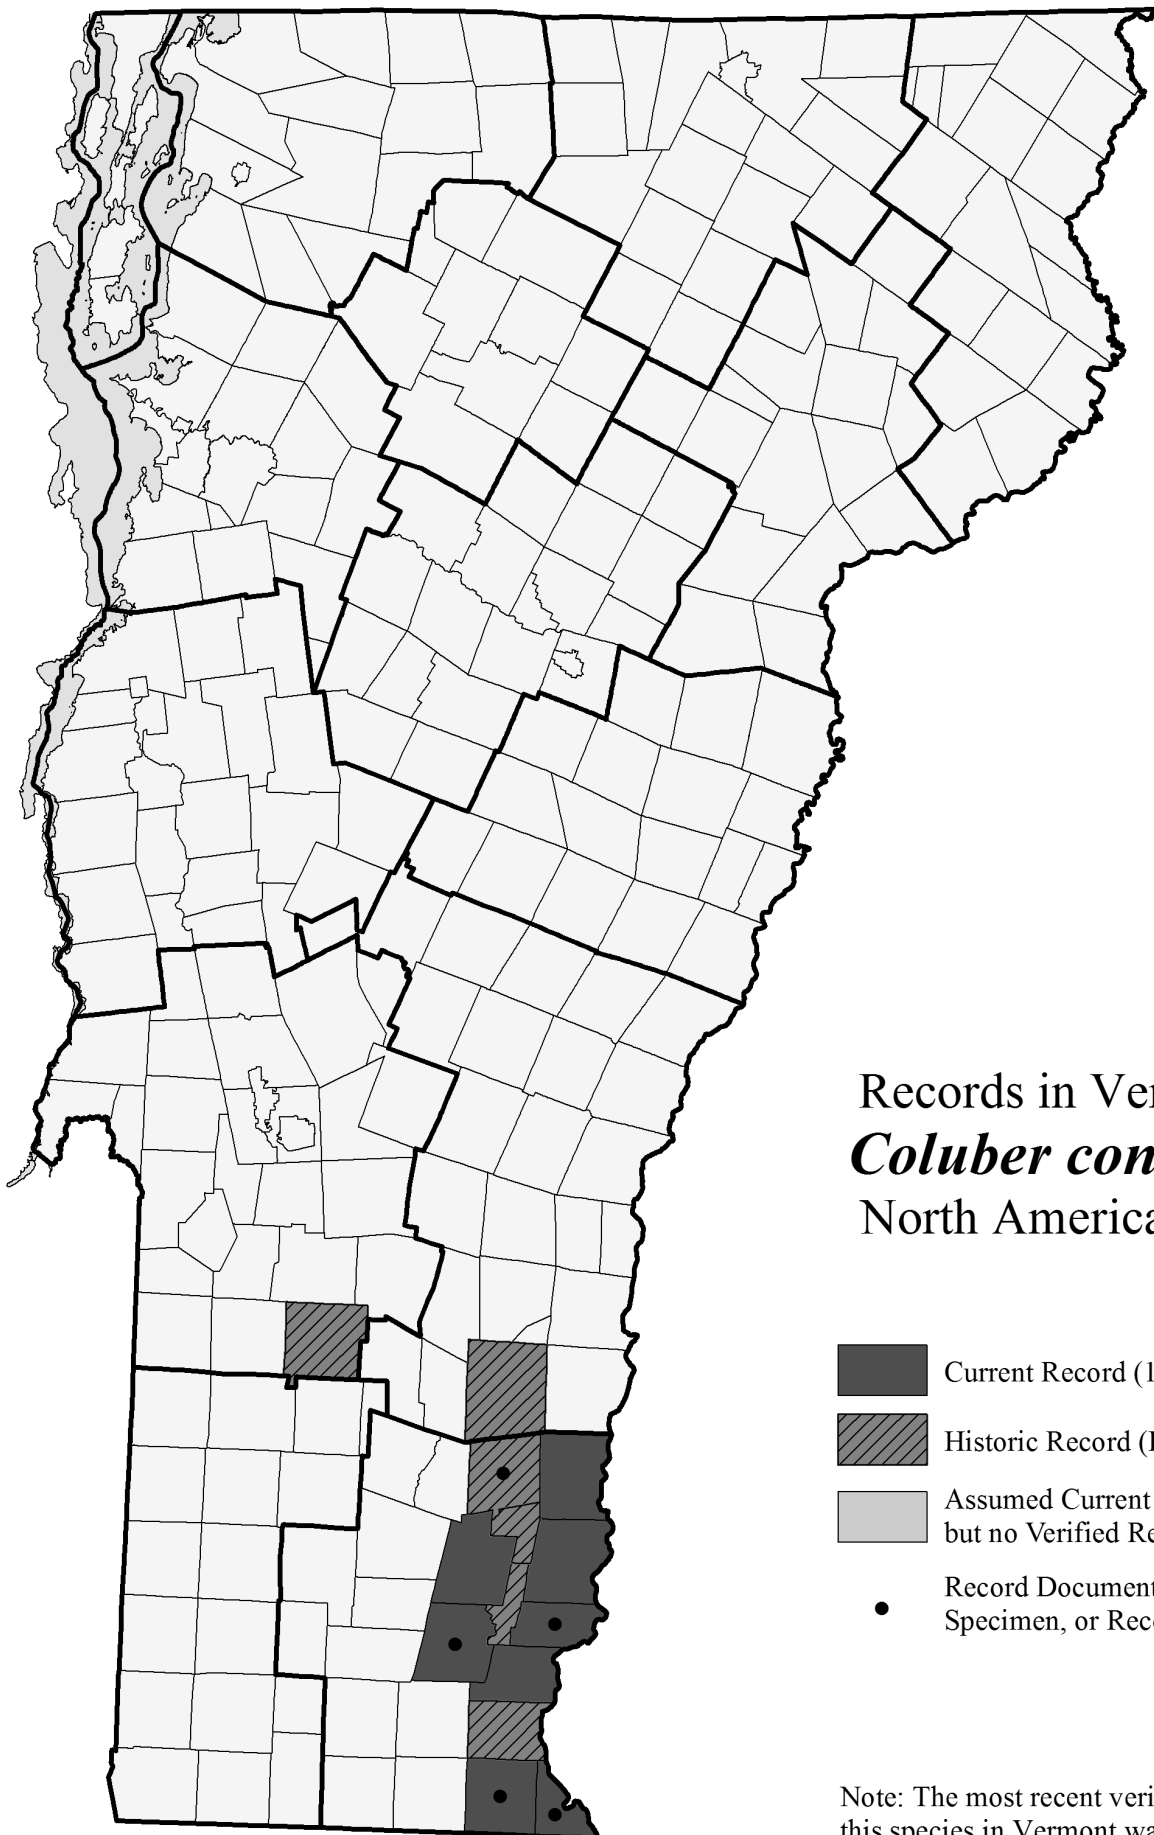 Records in Ver
Coluber con
North America
Current Record (1
Historic Record (
Assumed Current
but no Verified Re
Record Document
Specimen, or Reco
Note: The most recent veri
this species in Vermont wa